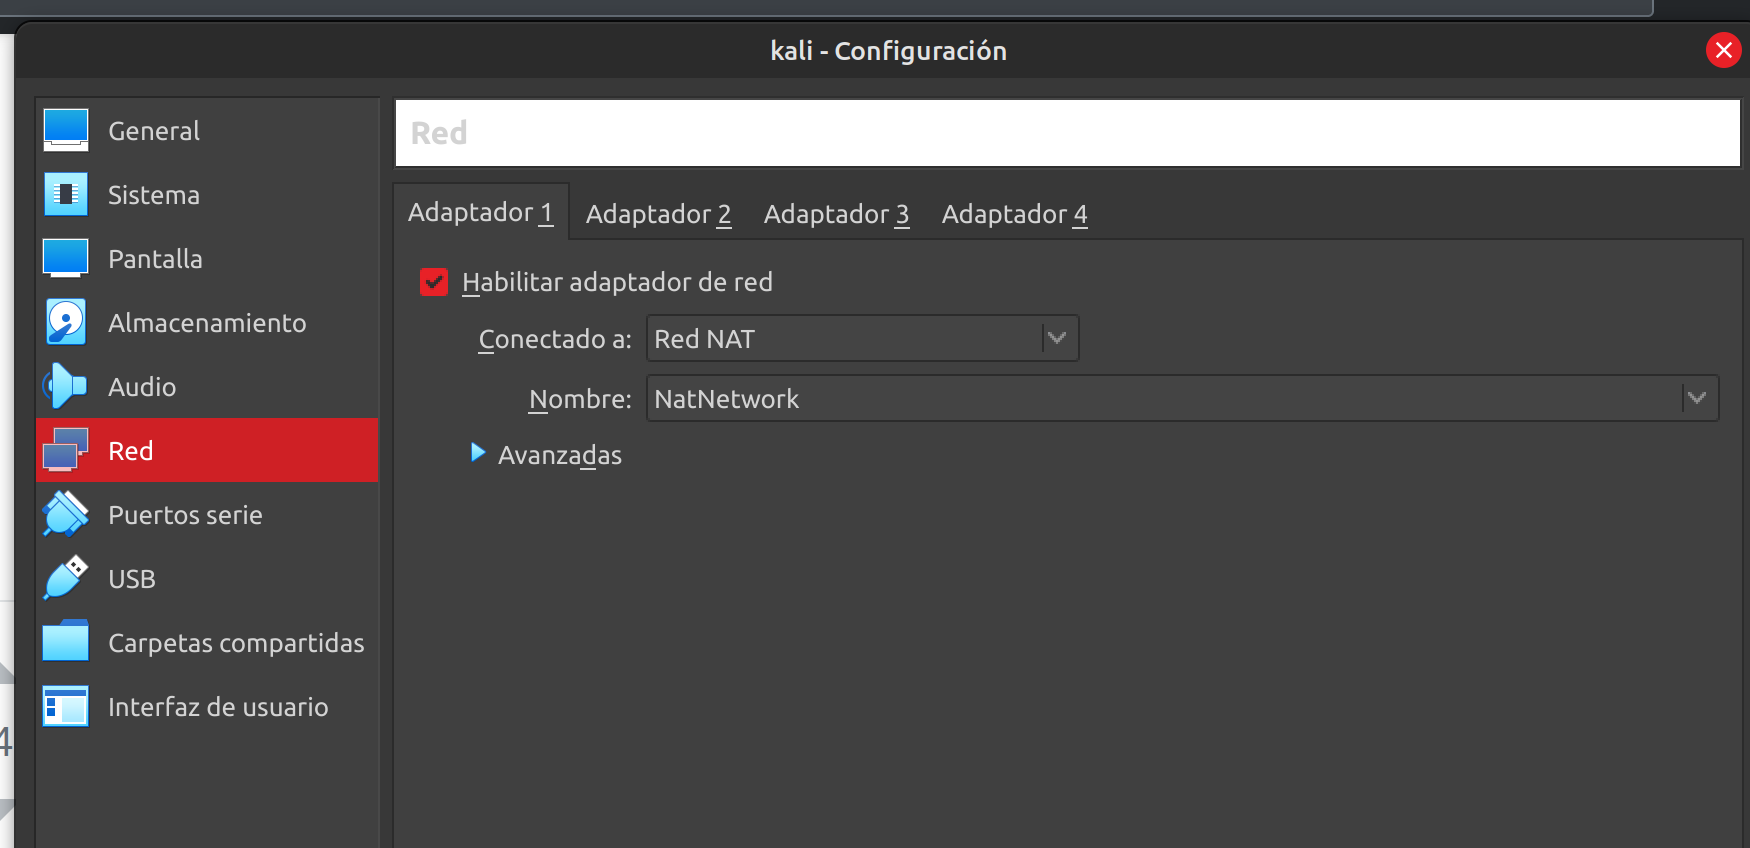 kali - Configuración
General
Sistema
Pantalla
Almacenamiento
Audio
Red
Puertos serie
USB
Carpetas compartidas
Interfaz de usuario
Red
Adaptador 1 Adaptador 2 Adaptador 3 Adaptador 4
Habilitar adaptador de red
Conectado a: Red NAT
Nombre: NatNetwork
Avanzadas
4